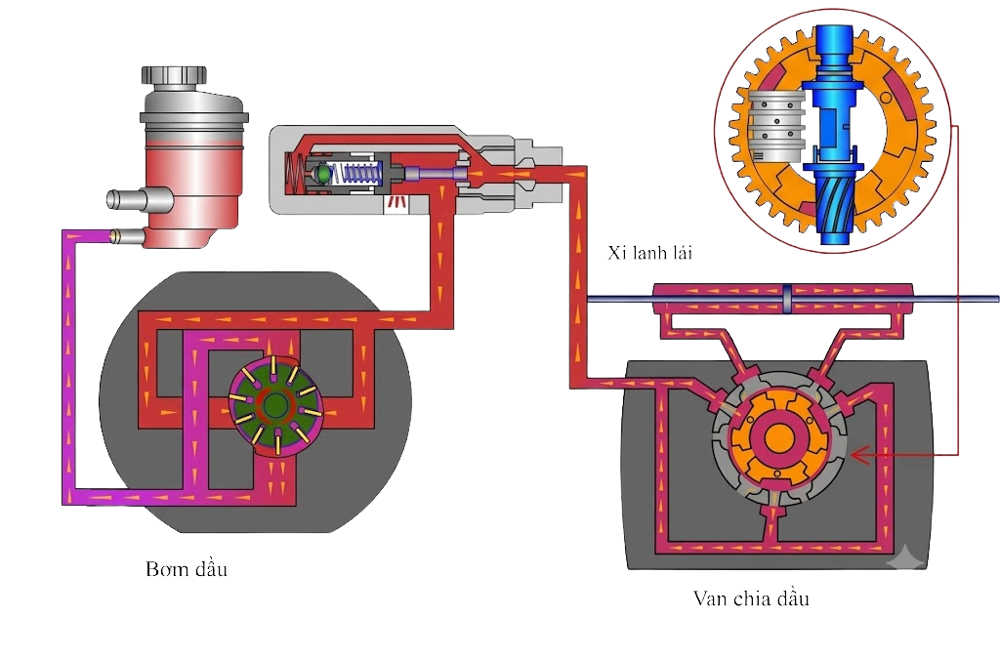 Xi lanh lái
Bơm dầu
Van chia dầu